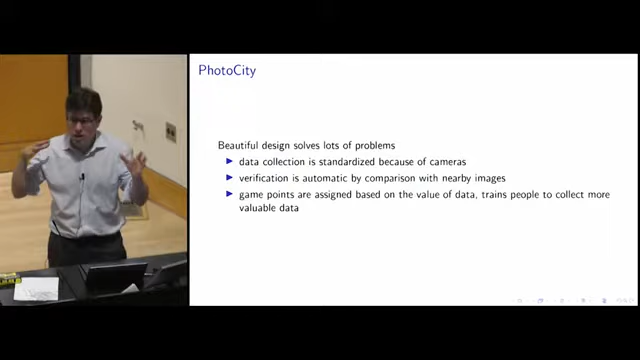 PhotoCity
Beautiful design solves lots of problems
data collection is standardized because of cameras
verification is automatic by comparison with nearby images
game points are assigned based on the value of data, trains people to collect more
valuable data